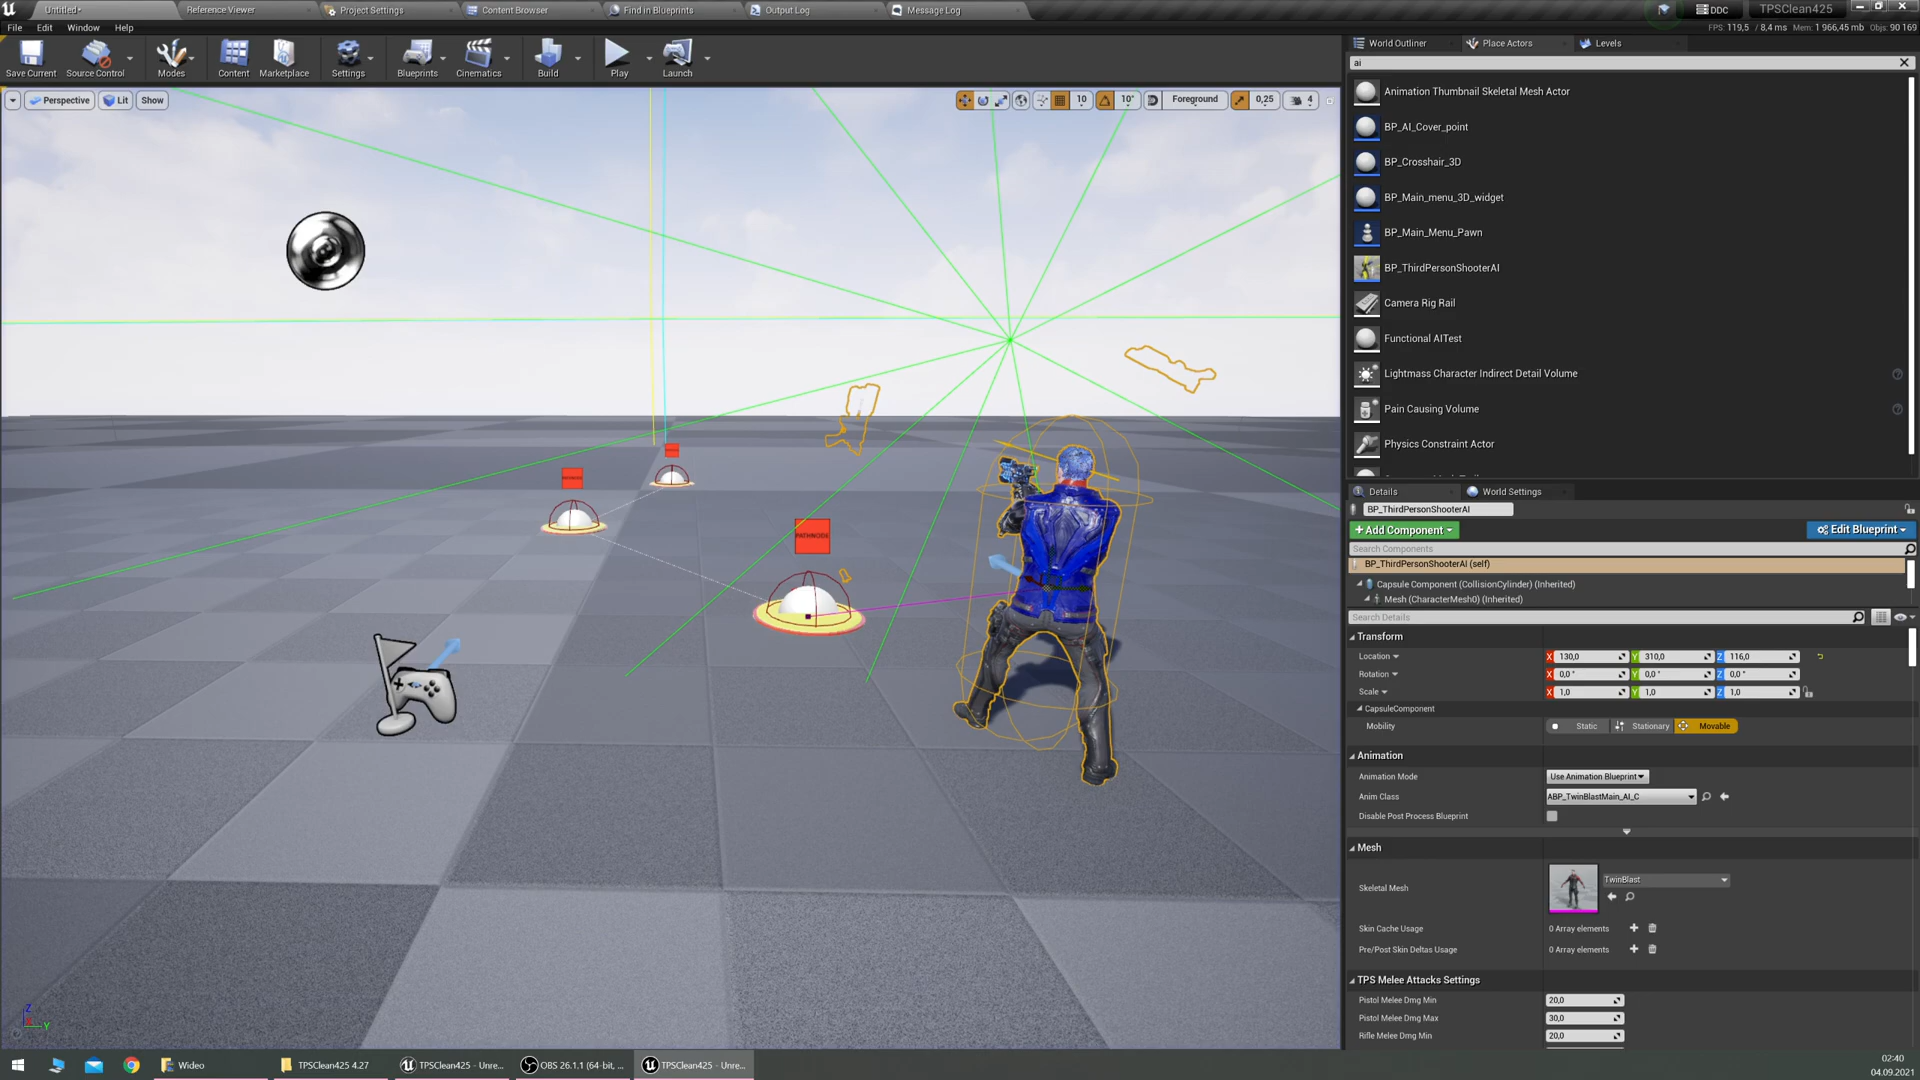 Untitled•
Reference Viewer
Project Settings
Content Browser
Find in Blueprints
Output Log
Message Log
DDC
TPSClean425
File
Edit
Window
Help
FPS: 119,5 / 8,4 ms | Mem: 1 966,45 mb | Objs: 90 169
Save Current
Source Control
Modes
Content
Marketplace
Settings
Blueprints
Cinematics
Build
Play
Launch
World Outliner
Place Actors
Levels
ai
Perspective
Lit
Show
10
10°
Foreground
0,25
4
Animation Thumbnail Skeletal Mesh Actor
BP_AI_Cover_point
BP_Crosshair_3D
BP_Main_menu_3D_widget
BP_Main_Menu_Pawn
BP_ThirdPersonShooterAI
Camera Rig Rail
Functional AITest
Lightmass Character Indirect Detail Volume
Pain Causing Volume
Physics Constraint Actor
PATHNODE
Details
World Settings
BP_ThirdPersonShooterAI
+ Add Component
Edit Blueprint
Search Components
BP_ThirdPersonShooterAI (self)
Capsule Component (CollisionCylinder) (Inherited)
Mesh (CharacterMesh0) (Inherited)
Search Details
Transform
Location
X 130,0 Y 310,0 Z 116,0
Rotation
X 0,0 ° Y 0,0 ° Z 0,0 °
Scale
X 1,0 Y 1,0 Z 1,0
CapsuleComponent
Mobility
Static
Stationary
Movable
Animation
Animation Mode
Use Animation Blueprint
Anim Class
ABP_TwinBlastMain_AI_C
Disable Post Process Blueprint
Mesh
Skeletal Mesh
TwinBlast
Skin Cache Usage
0 Array elements
Pre/Post Skin Deltas Usage
0 Array elements
TPS Melee Attacks Settings
Pistol Melee Dmg Min
20,0
Pistol Melee Dmg Max
30,0
Rifle Melee Dmg Min
20,0
Z
Y
Wideo
TPSClean425 4.27
TPSClean425 - Unre...
OBS 26.1.1 (64-bit, ...
TPSClean425 - Unre...
02:40
04.09.2021